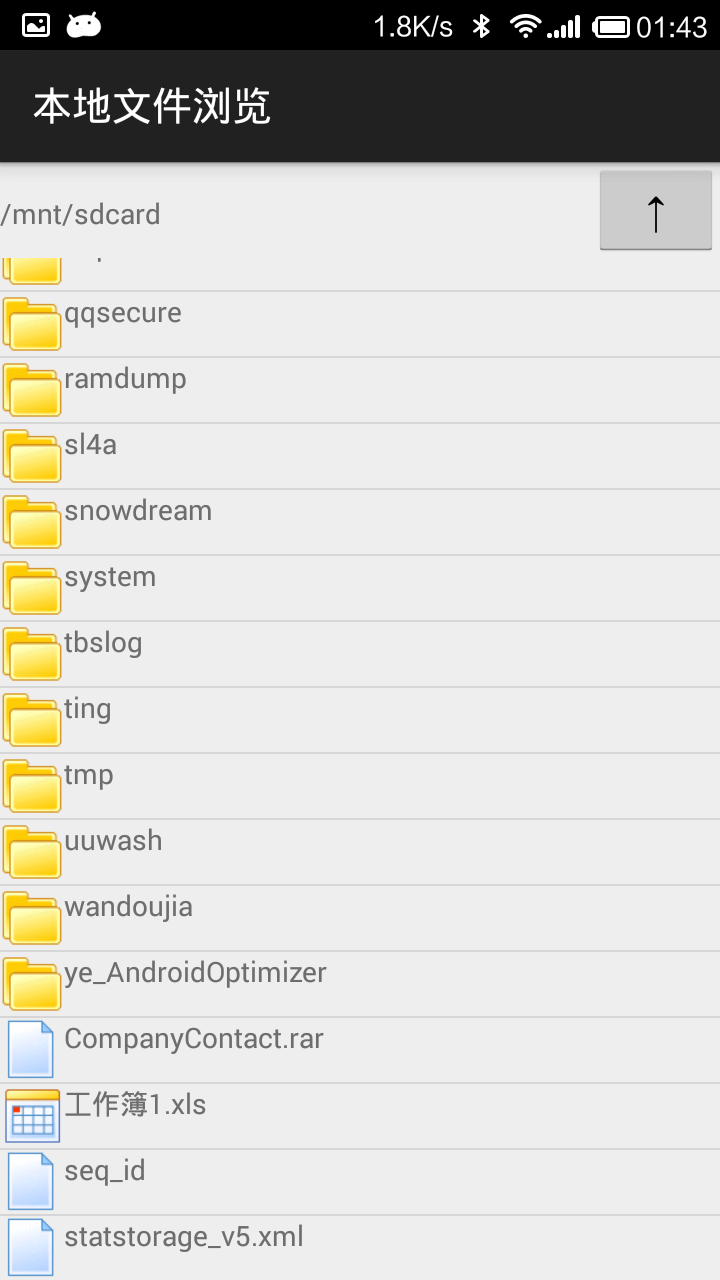 1.8K/s 01:43
本地文件浏览
/mnt/sdcard ↑
qqsecure
ramdump
sl4a
snowdream
system
tbslog
ting
tmp
uuwash
wandoujia
ye_AndroidOptimizer
CompanyContact.rar
工作簿1.xls
seq_id
statstorage_v5.xml